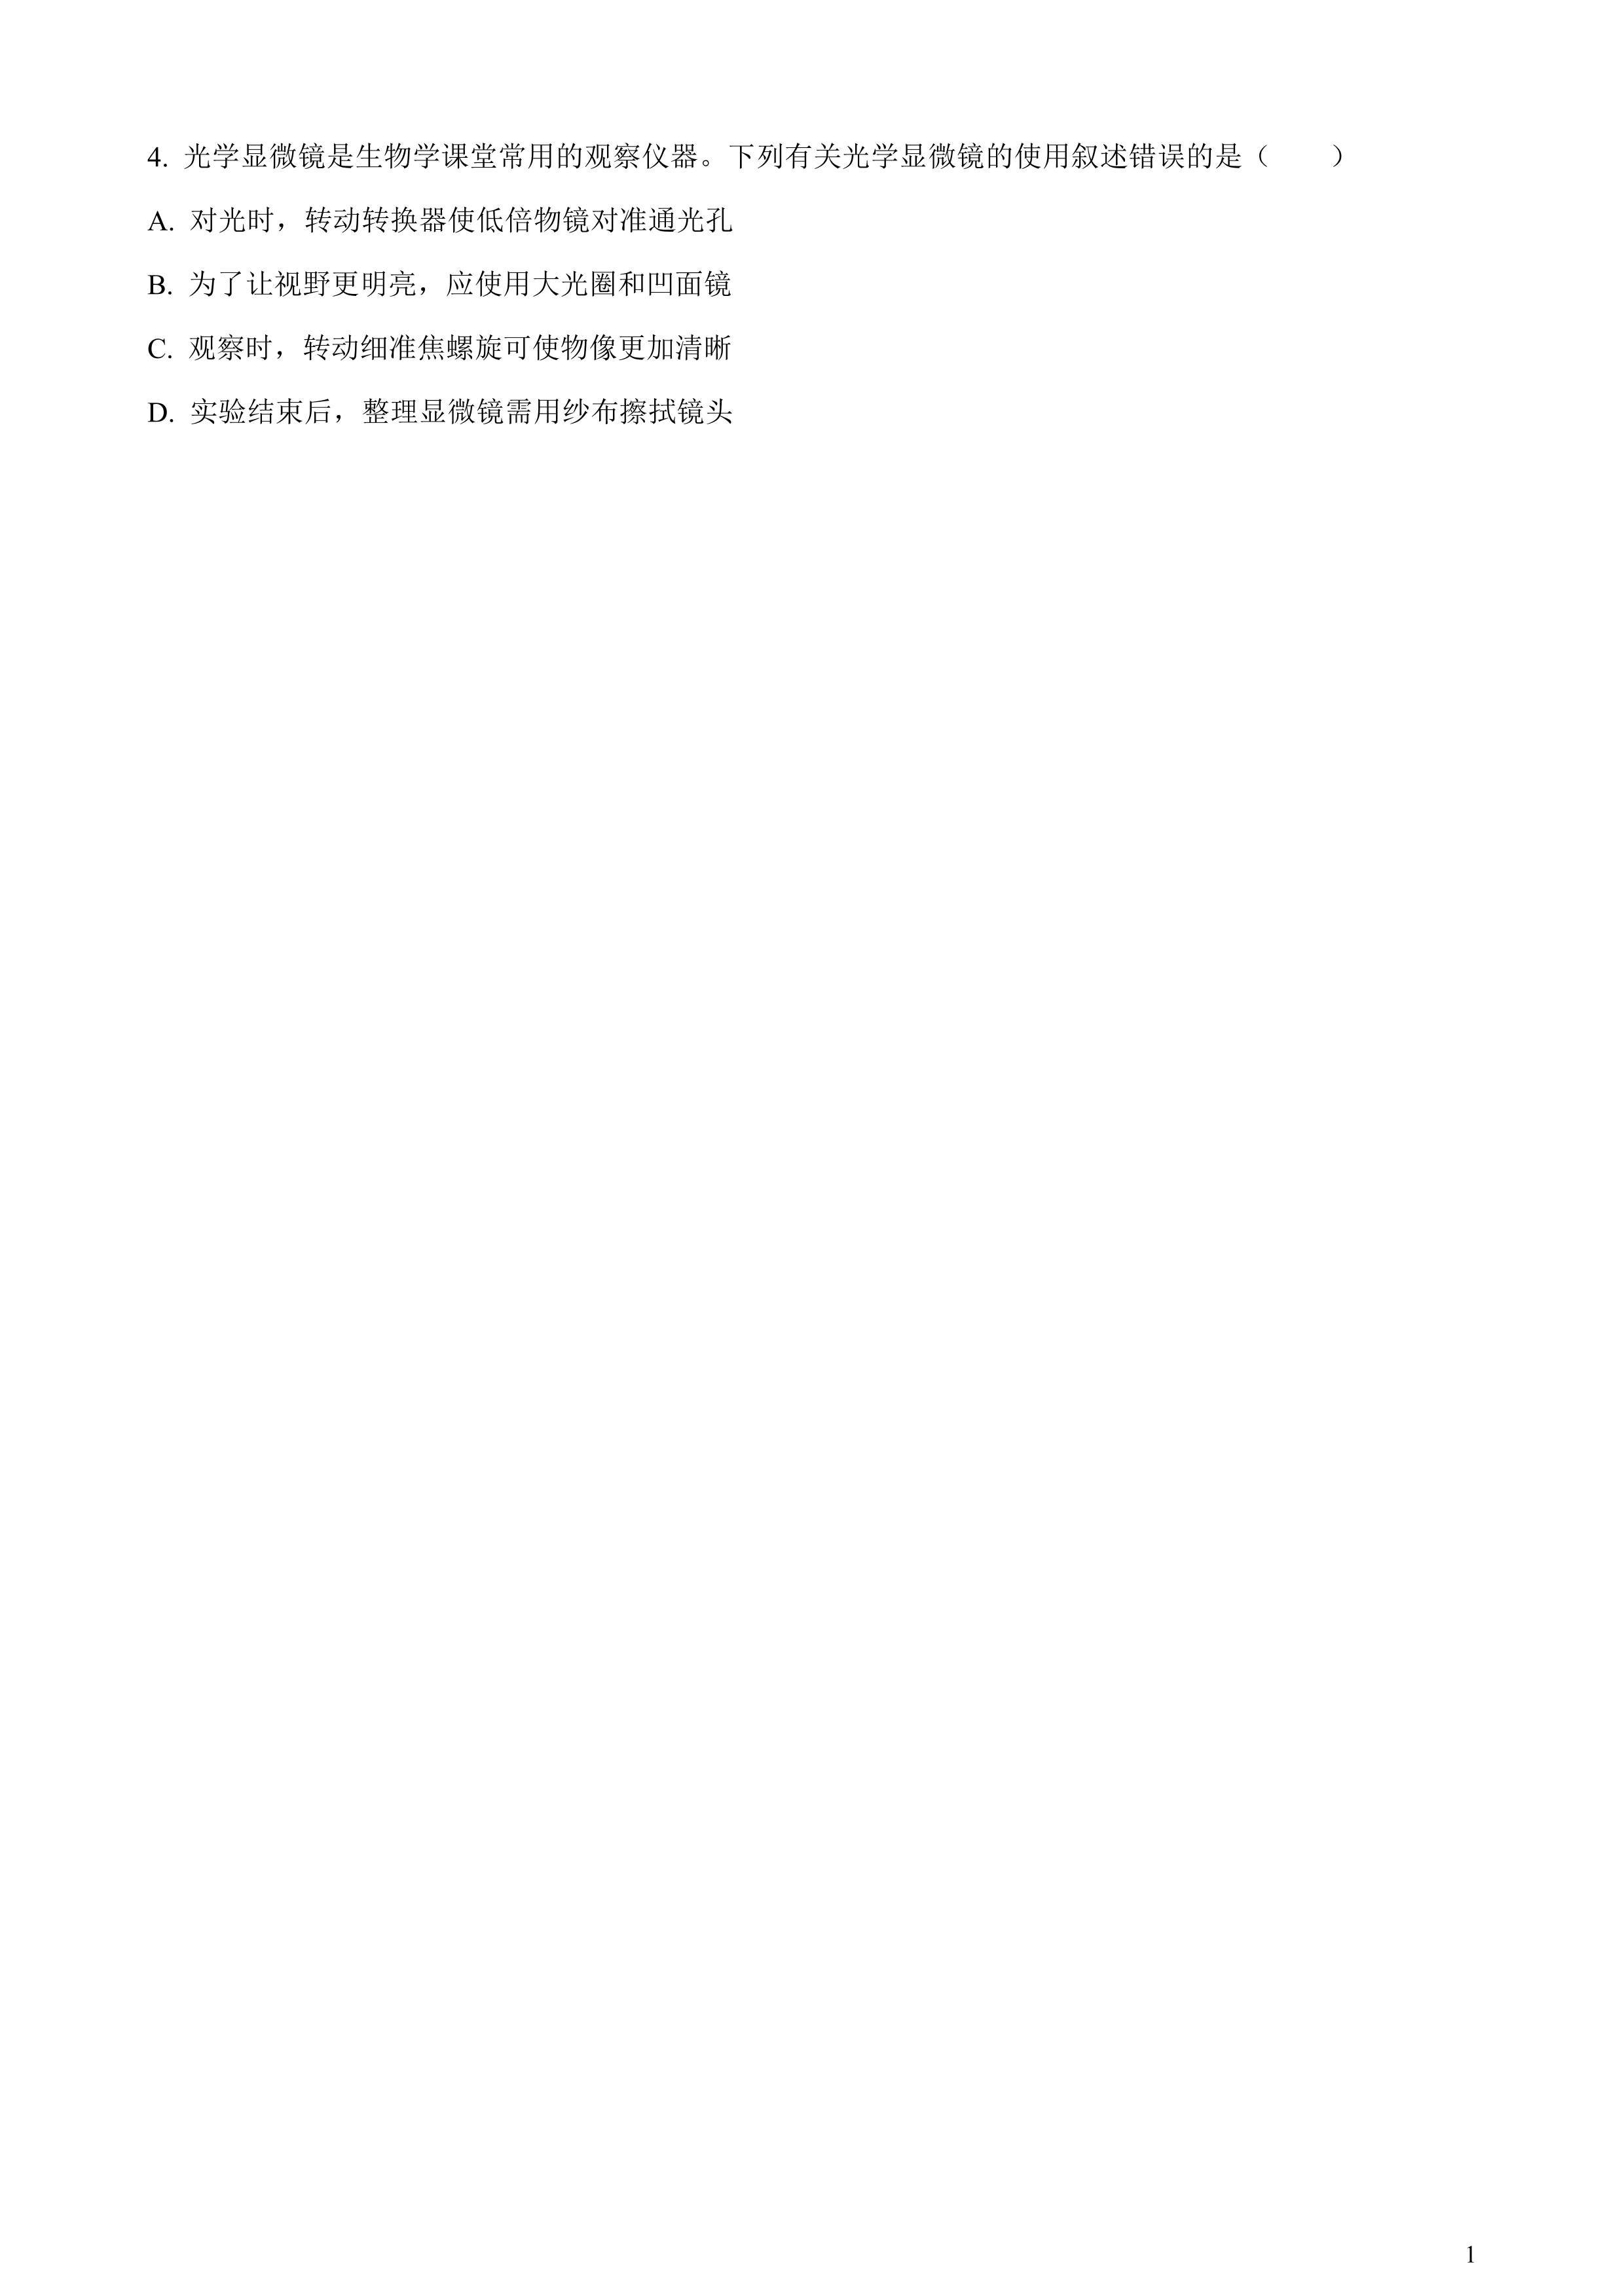 4. 光学显微镜是生物学课堂常用的观察仪器。下列有关光学显微镜的使用叙述错误的是（　　）
A. 对光时，转动转换器使低倍物镜对准通光孔
B. 为了让视野更明亮，应使用大光圈和凹面镜
C. 观察时，转动细准焦螺旋可使物像更加清晰
D. 实验结束后，整理显微镜需用纱布擦拭镜头
1